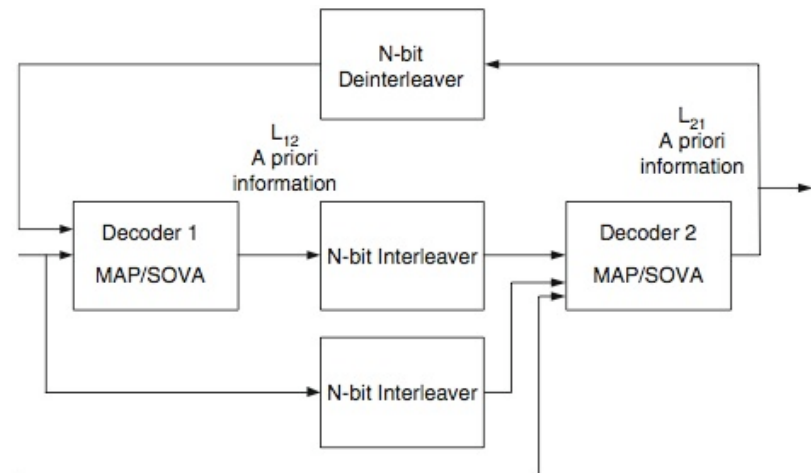 N-bit
Deinterleaver
L₁₂
A priori
information
L₂₁
A priori
information
Decoder 1
MAP/SOVA
N-bit Interleaver
Decoder 2
MAP/SOVA
N-bit Interleaver